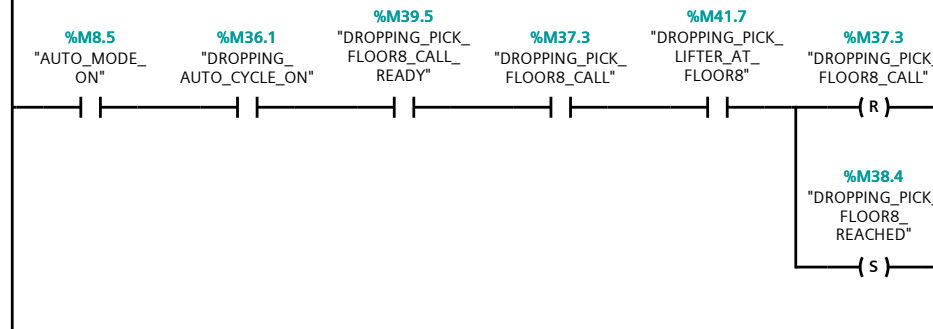 %M8.5
"AUTO_MODE_
ON"
%M36.1
"DROPPING_
AUTO_CYCLE_ON"
%M39.5
"DROPPING_PICK_
FLOOR8_CALL_
READY"
%M37.3
"DROPPING_PICK_
FLOOR8_CALL"
%M41.7
"DROPPING_PICK_
LIFTER_AT_
FLOOR8"
%M37.3
"DROPPING_PICK_
FLOOR8_CALL"
R
%M38.4
"DROPPING_PICK_
FLOOR8_
REACHED"
S